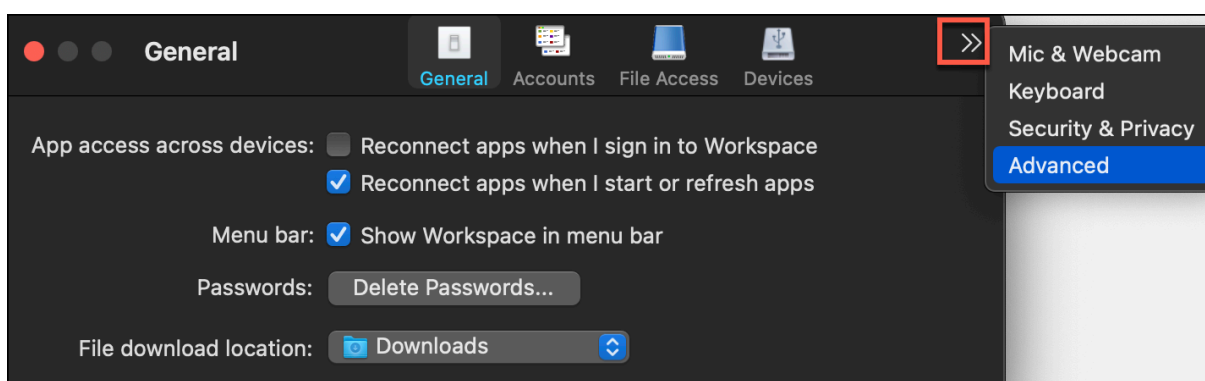 General
General Accounts File Access Devices
Mic & Webcam
Keyboard
Security & Privacy
Advanced
App access across devices: Reconnect apps when I sign in to Workspace
Reconnect apps when I start or refresh apps
Menu bar: Show Workspace in menu bar
Passwords: Delete Passwords...
File download location: Downloads